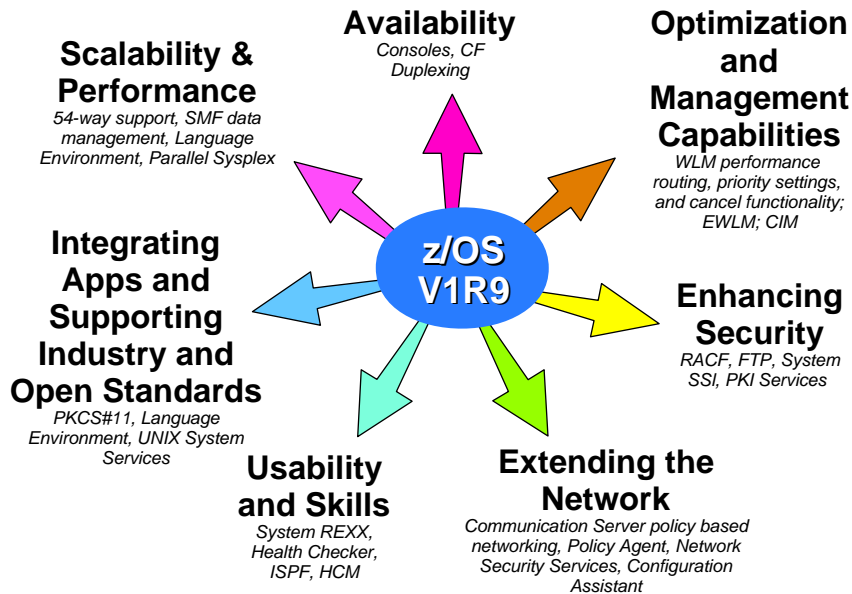 Availability
Consoles, CF
Duplexing
Scalability &
Performance
54-way support, SMF data
management, Language
Environment, Parallel Sysplex
Optimization
and
Management
Capabilities
WLM performance
routing, priority settings,
and cancel functionality;
EWLM; CIM
z/OS
V1R9
Integrating
Apps and
Supporting
Industry and
Open Standards
PKCS#11, Language
Environment, UNIX System
Services
Enhancing
Security
RACF, FTP, System
SSI, PKI Services
Usability
and Skills
System REXX,
Health Checker,
ISPF, HCM
Extending the
Network
Communication Server policy based
networking, Policy Agent, Network
Security Services, Configuration
Assistant